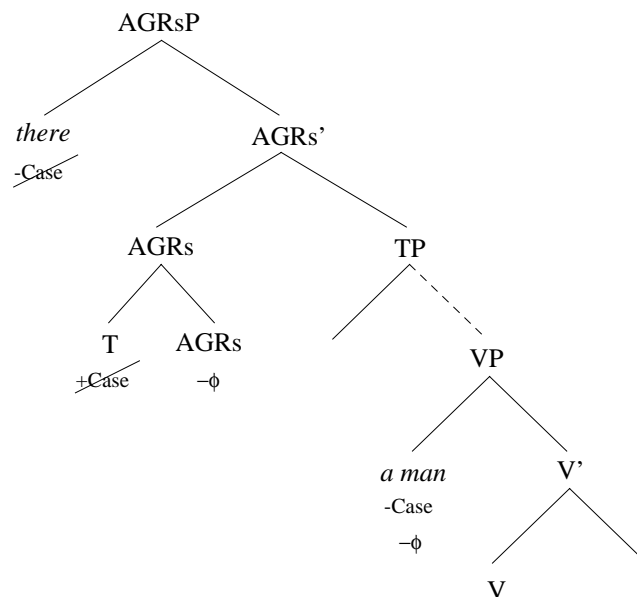 AGRsP
there AGRs’
-Case
AGRs TP
T AGRs VP
+Case −ϕ
a man V’
-Case
−ϕ
V